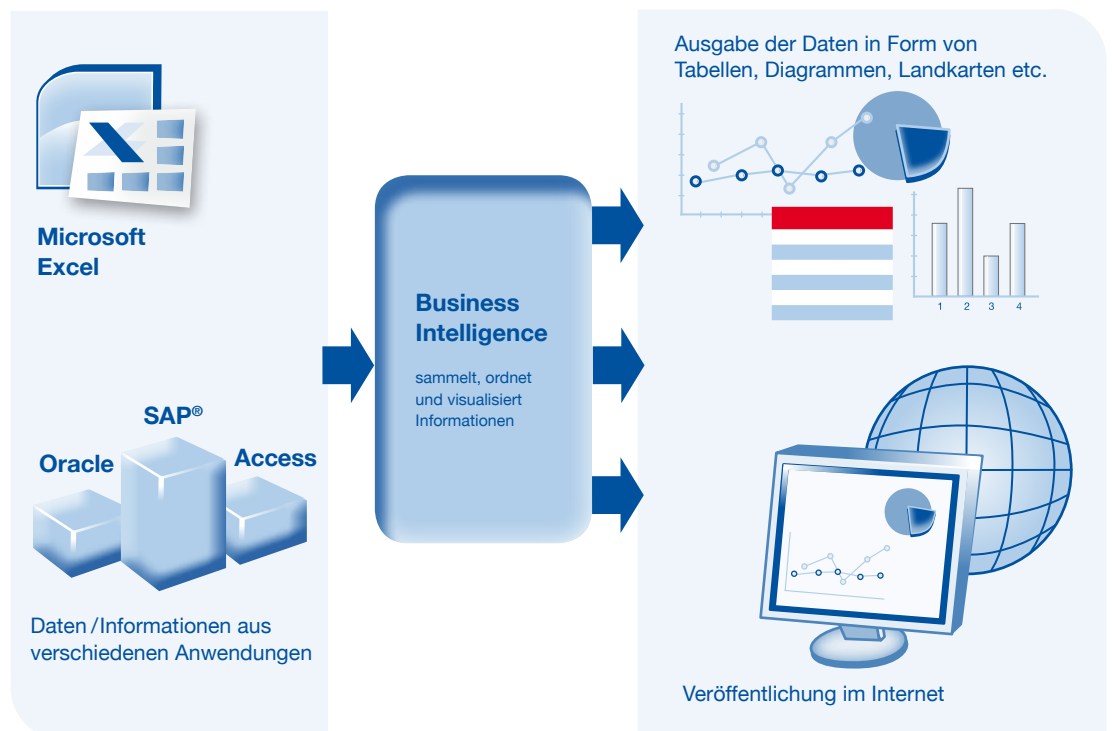 Microsoft
Excel
SAP®
Oracle
Access
Daten/Informationen aus
verschiedenen Anwendungen
Business
Intelligence
sammelt, ordnet
und visualisiert
Informationen
Ausgabe der Daten in Form von
Tabellen, Diagrammen, Landkarten etc.
1 2 3 4
Veröffentlichung im Internet